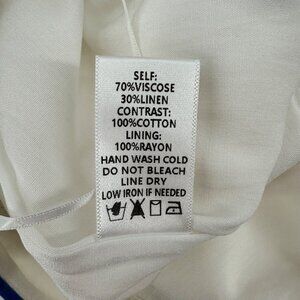 SELF:
70%VISCOSE
30%LINEN
CONTRAST:
100%COTTON
LINING:
100%RAYON
HAND WASH COLD
DO NOT BLEACH
LINE DRY
LOW IRON IF NEEDED